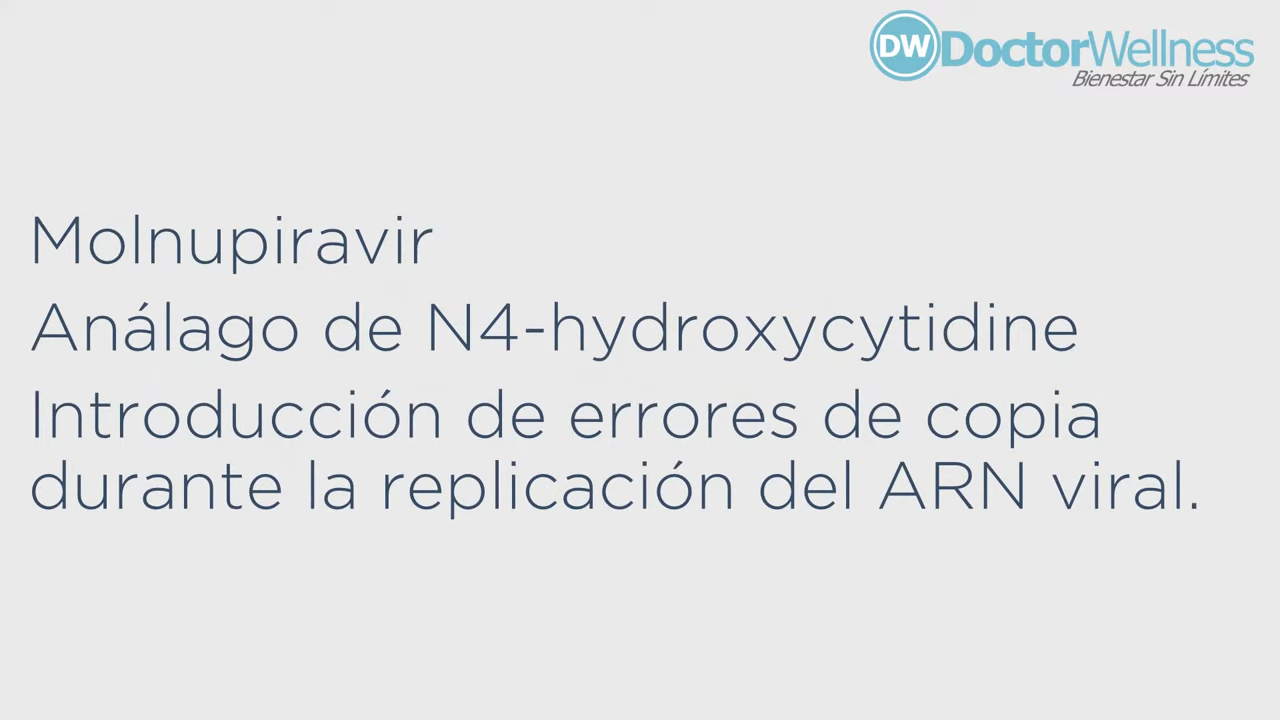 DW DoctorWellness
Bienestar Sin Límites
Molnupiravir
Análago de N4-hydroxycytidine
Introducción de errores de copia
durante la replicación del ARN viral.